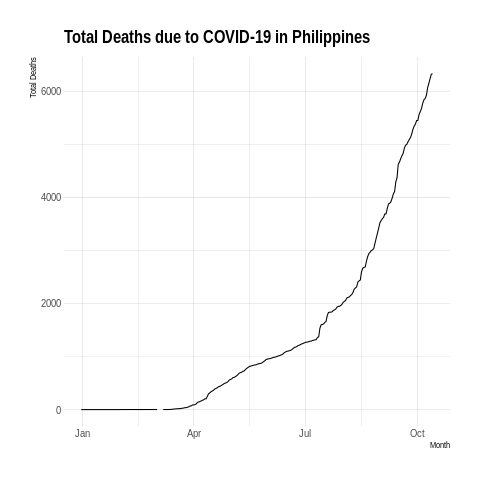 Total Deaths due to COVID-19 in Philippines
Total Deaths
6000
4000
2000
0
Jan Apr Jul Oct
Month